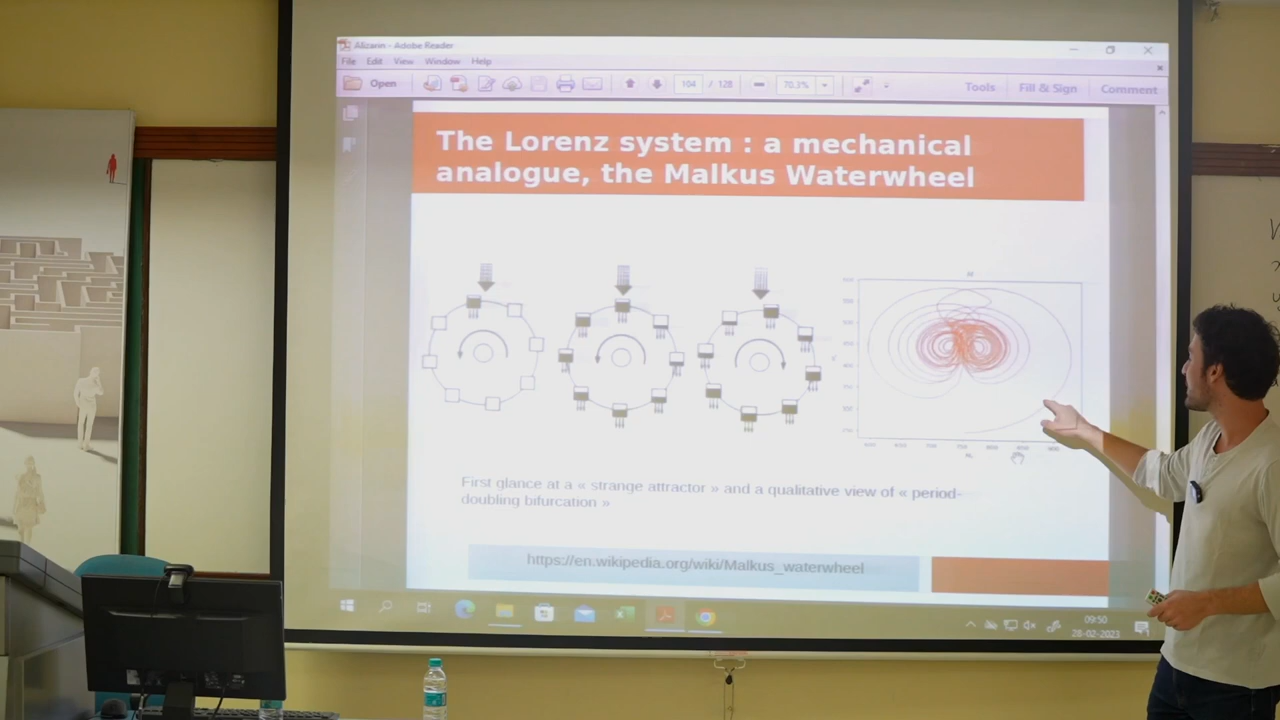 Alizarin - Adobe Reader
File Edit View Window Help
Open 104 / 128 70.3% Tools Fill & Sign Comment
The Lorenz system : a mechanical
analogue, the Malkus Waterwheel
First glance at a « strange attractor » and a qualitative view of « period-
doubling bifurcation »
https://en.wikipedia.org/wiki/Malkus_waterwheel
09:50
28-02-2023